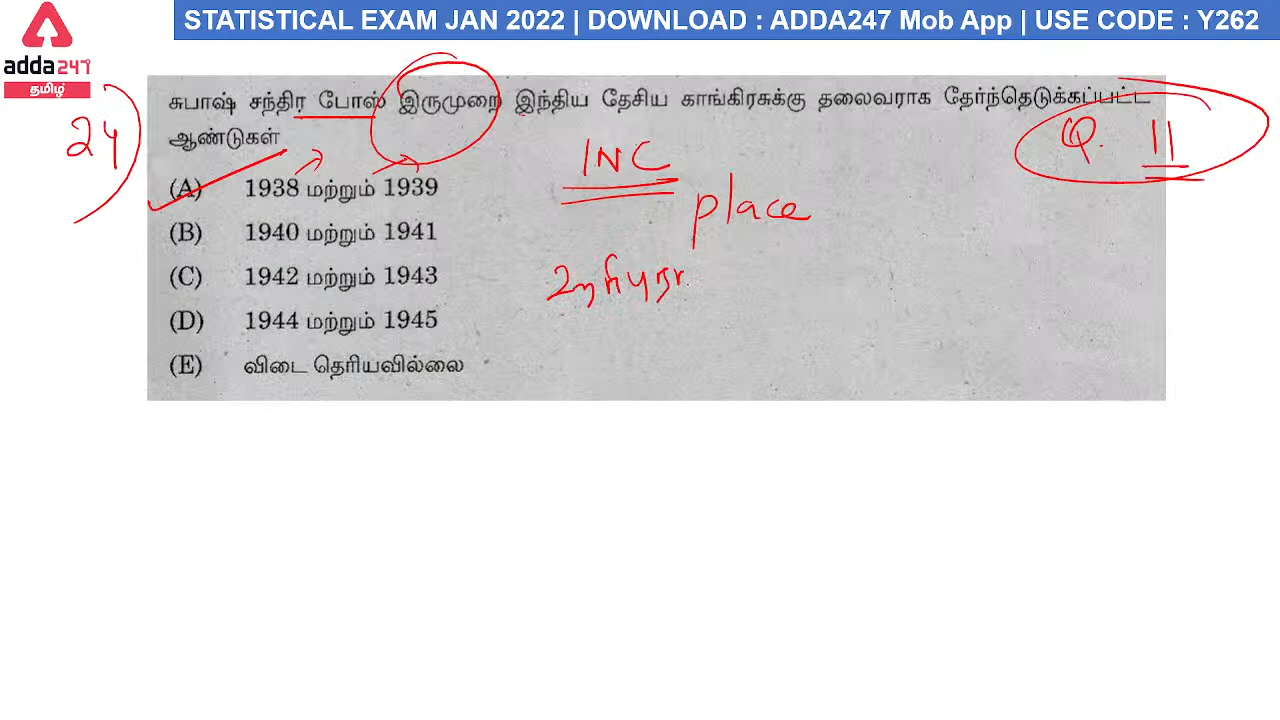 STATISTICAL EXAM JAN 2022 | DOWNLOAD : ADDA247 Mob App | USE CODE : Y262
adda247
தமிழ்
24
சுபாஷ் சந்திர போஸ் இருமுறை இந்திய தேசிய காங்கிரசுக்கு தலைவராக தேர்ந்தெடுக்கப்பட்ட
ஆண்டுகள்
Q. 11
INC
(A) 1938 மற்றும் 1939
place
(B) 1940 மற்றும் 1941
(C) 1942 மற்றும் 1943
(D) 1944 மற்றும் 1945
(E) விடை தெரியவில்லை